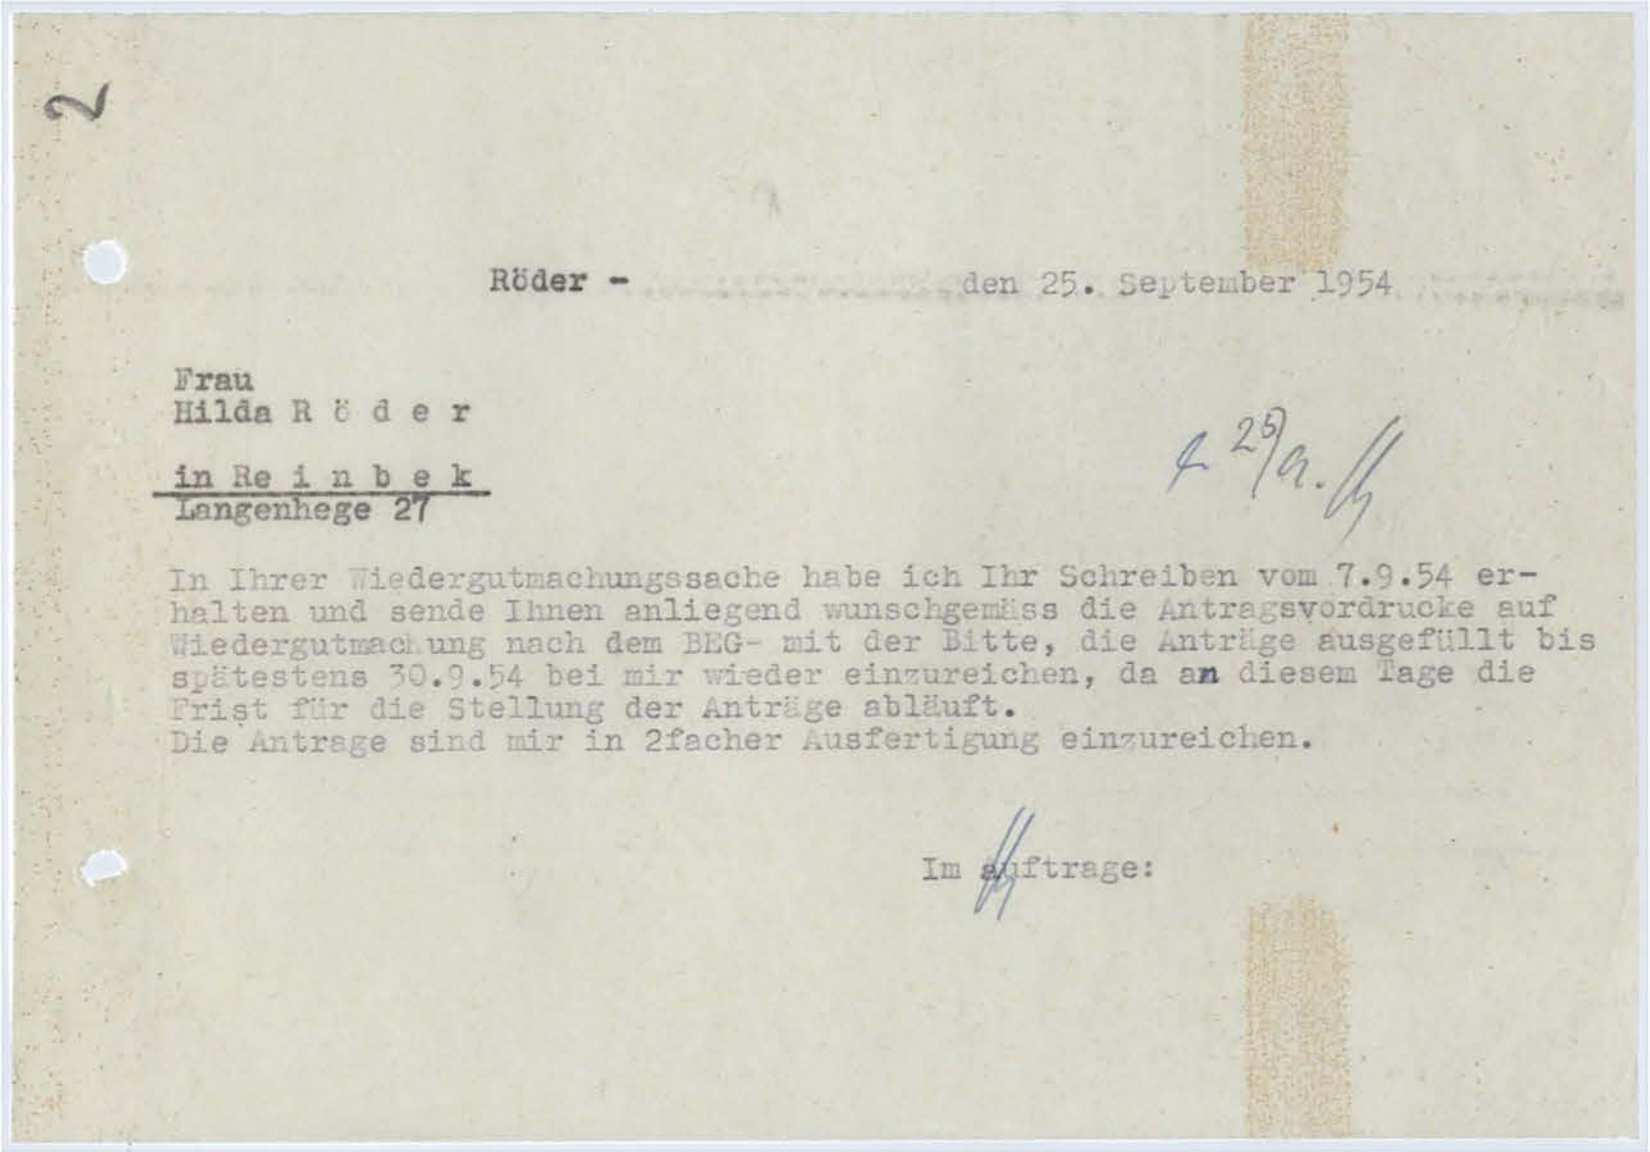 2
Röder - den 25. September 1954
Frau
Hilda R ö d e r
in Re i n b e k
Langenhege 27
25/9.
In Ihrer Wiedergutmachungssache habe ich Ihr Schreiben vom 7.9.54 er-
halten und sende Ihnen anliegend wunschgemäss die Antragsvordrucke auf
Wiedergutmachung nach dem BEG- mit der Bitte, die Anträge ausgefüllt bis
spätestens 30.9.54 bei mir wieder einzureichen, da an diesem Tage die
Frist für die Stellung der Anträge abläuft.
Die Antrage sind mir in 2facher Ausfertigung einzureichen.
Im Auftrage: